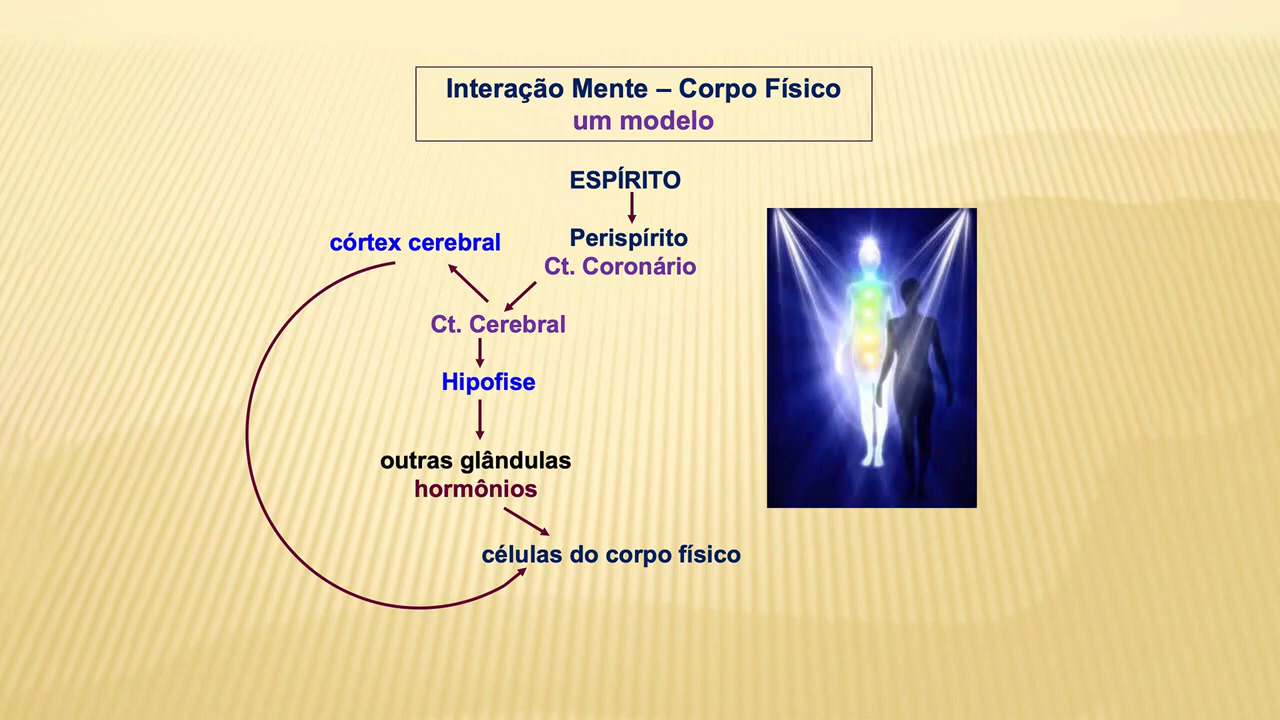 Interação Mente – Corpo Físico
um modelo
ESPÍRITO
Perispírito
Ct. Coronário
córtex cerebral
Ct. Cerebral
Hipofise
outras glândulas
hormônios
células do corpo físico